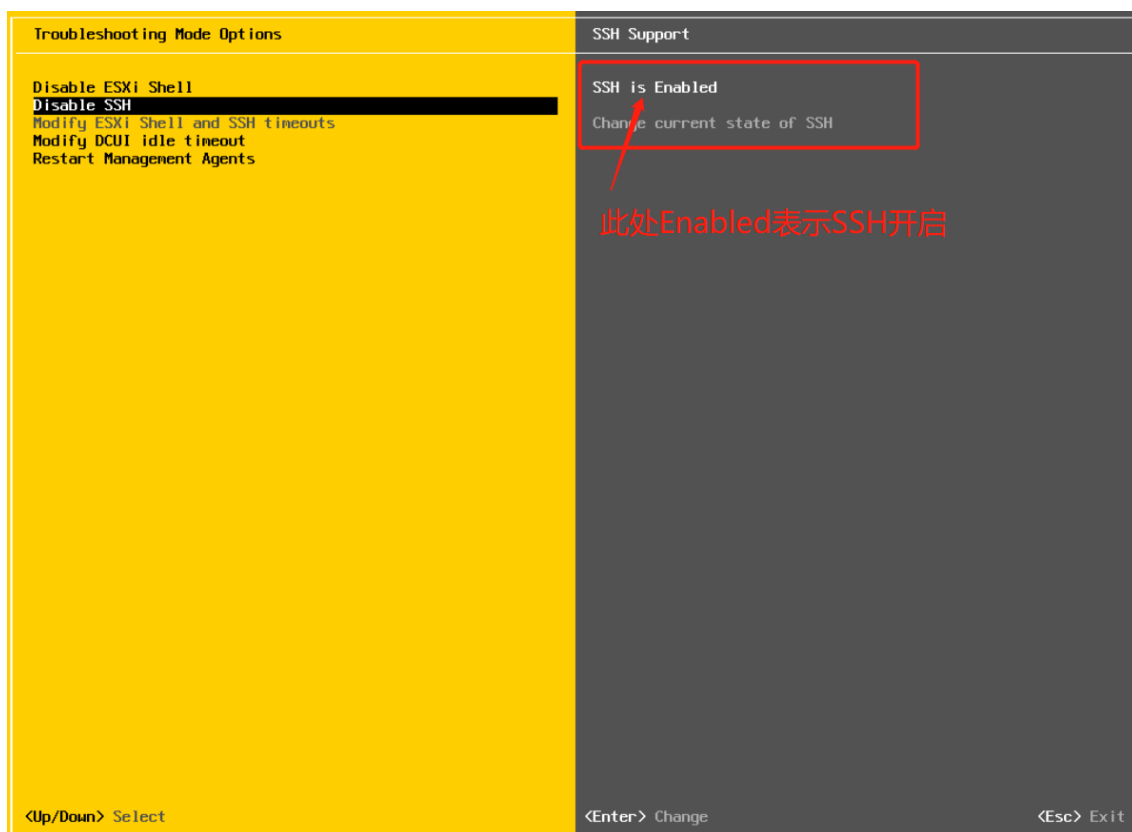 Troubleshooting Mode Options
Disable ESXi Shell
Disable SSH
Modify ESXi Shell and SSH timeouts
Modify DCUI idle timeout
Restart Management Agents
SSH Support
SSH is Enabled
Change current state of SSH
此处Enabled表示SSH开启
<Up/Down> Select
<Enter> Change
<Esc> Exit